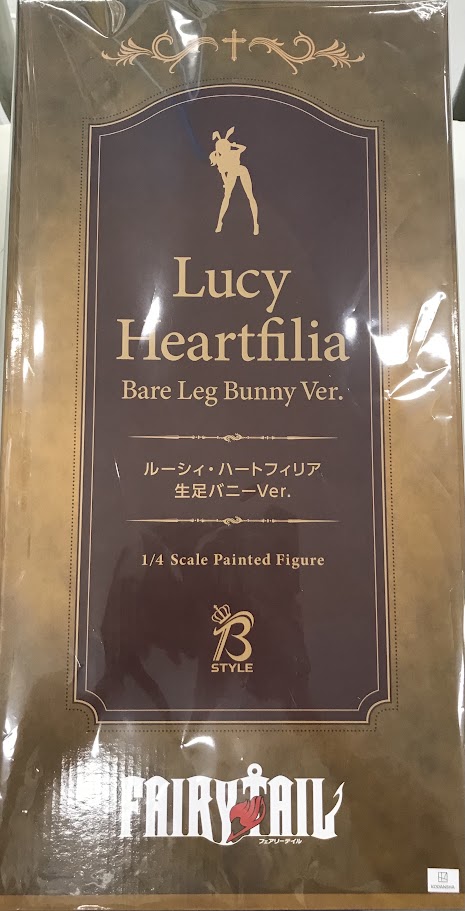 Lucy
Heartfilia
Bare Leg Bunny Ver.
ルーシィ・ハートフィリア
生足バニーVer.
1/4 Scale Painted Figure
B
STYLE
FAIRY TAIL
フェアリーテイル
KODANSHA